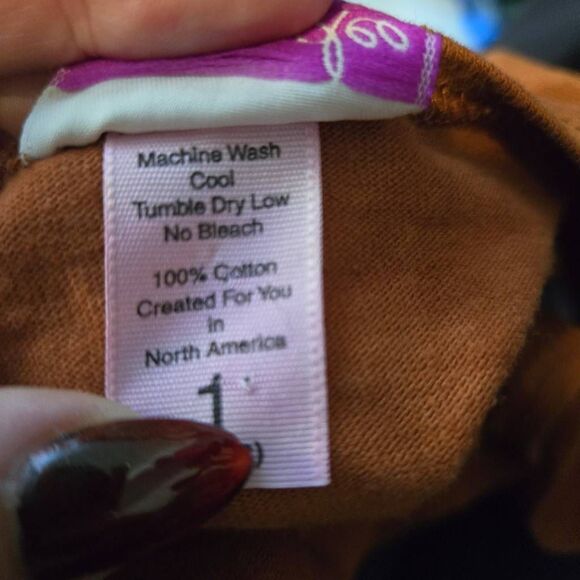 Machine Wash
Cool
Tumble Dry Low
No Bleach
100% Cotton
Created For You
in
North America
1